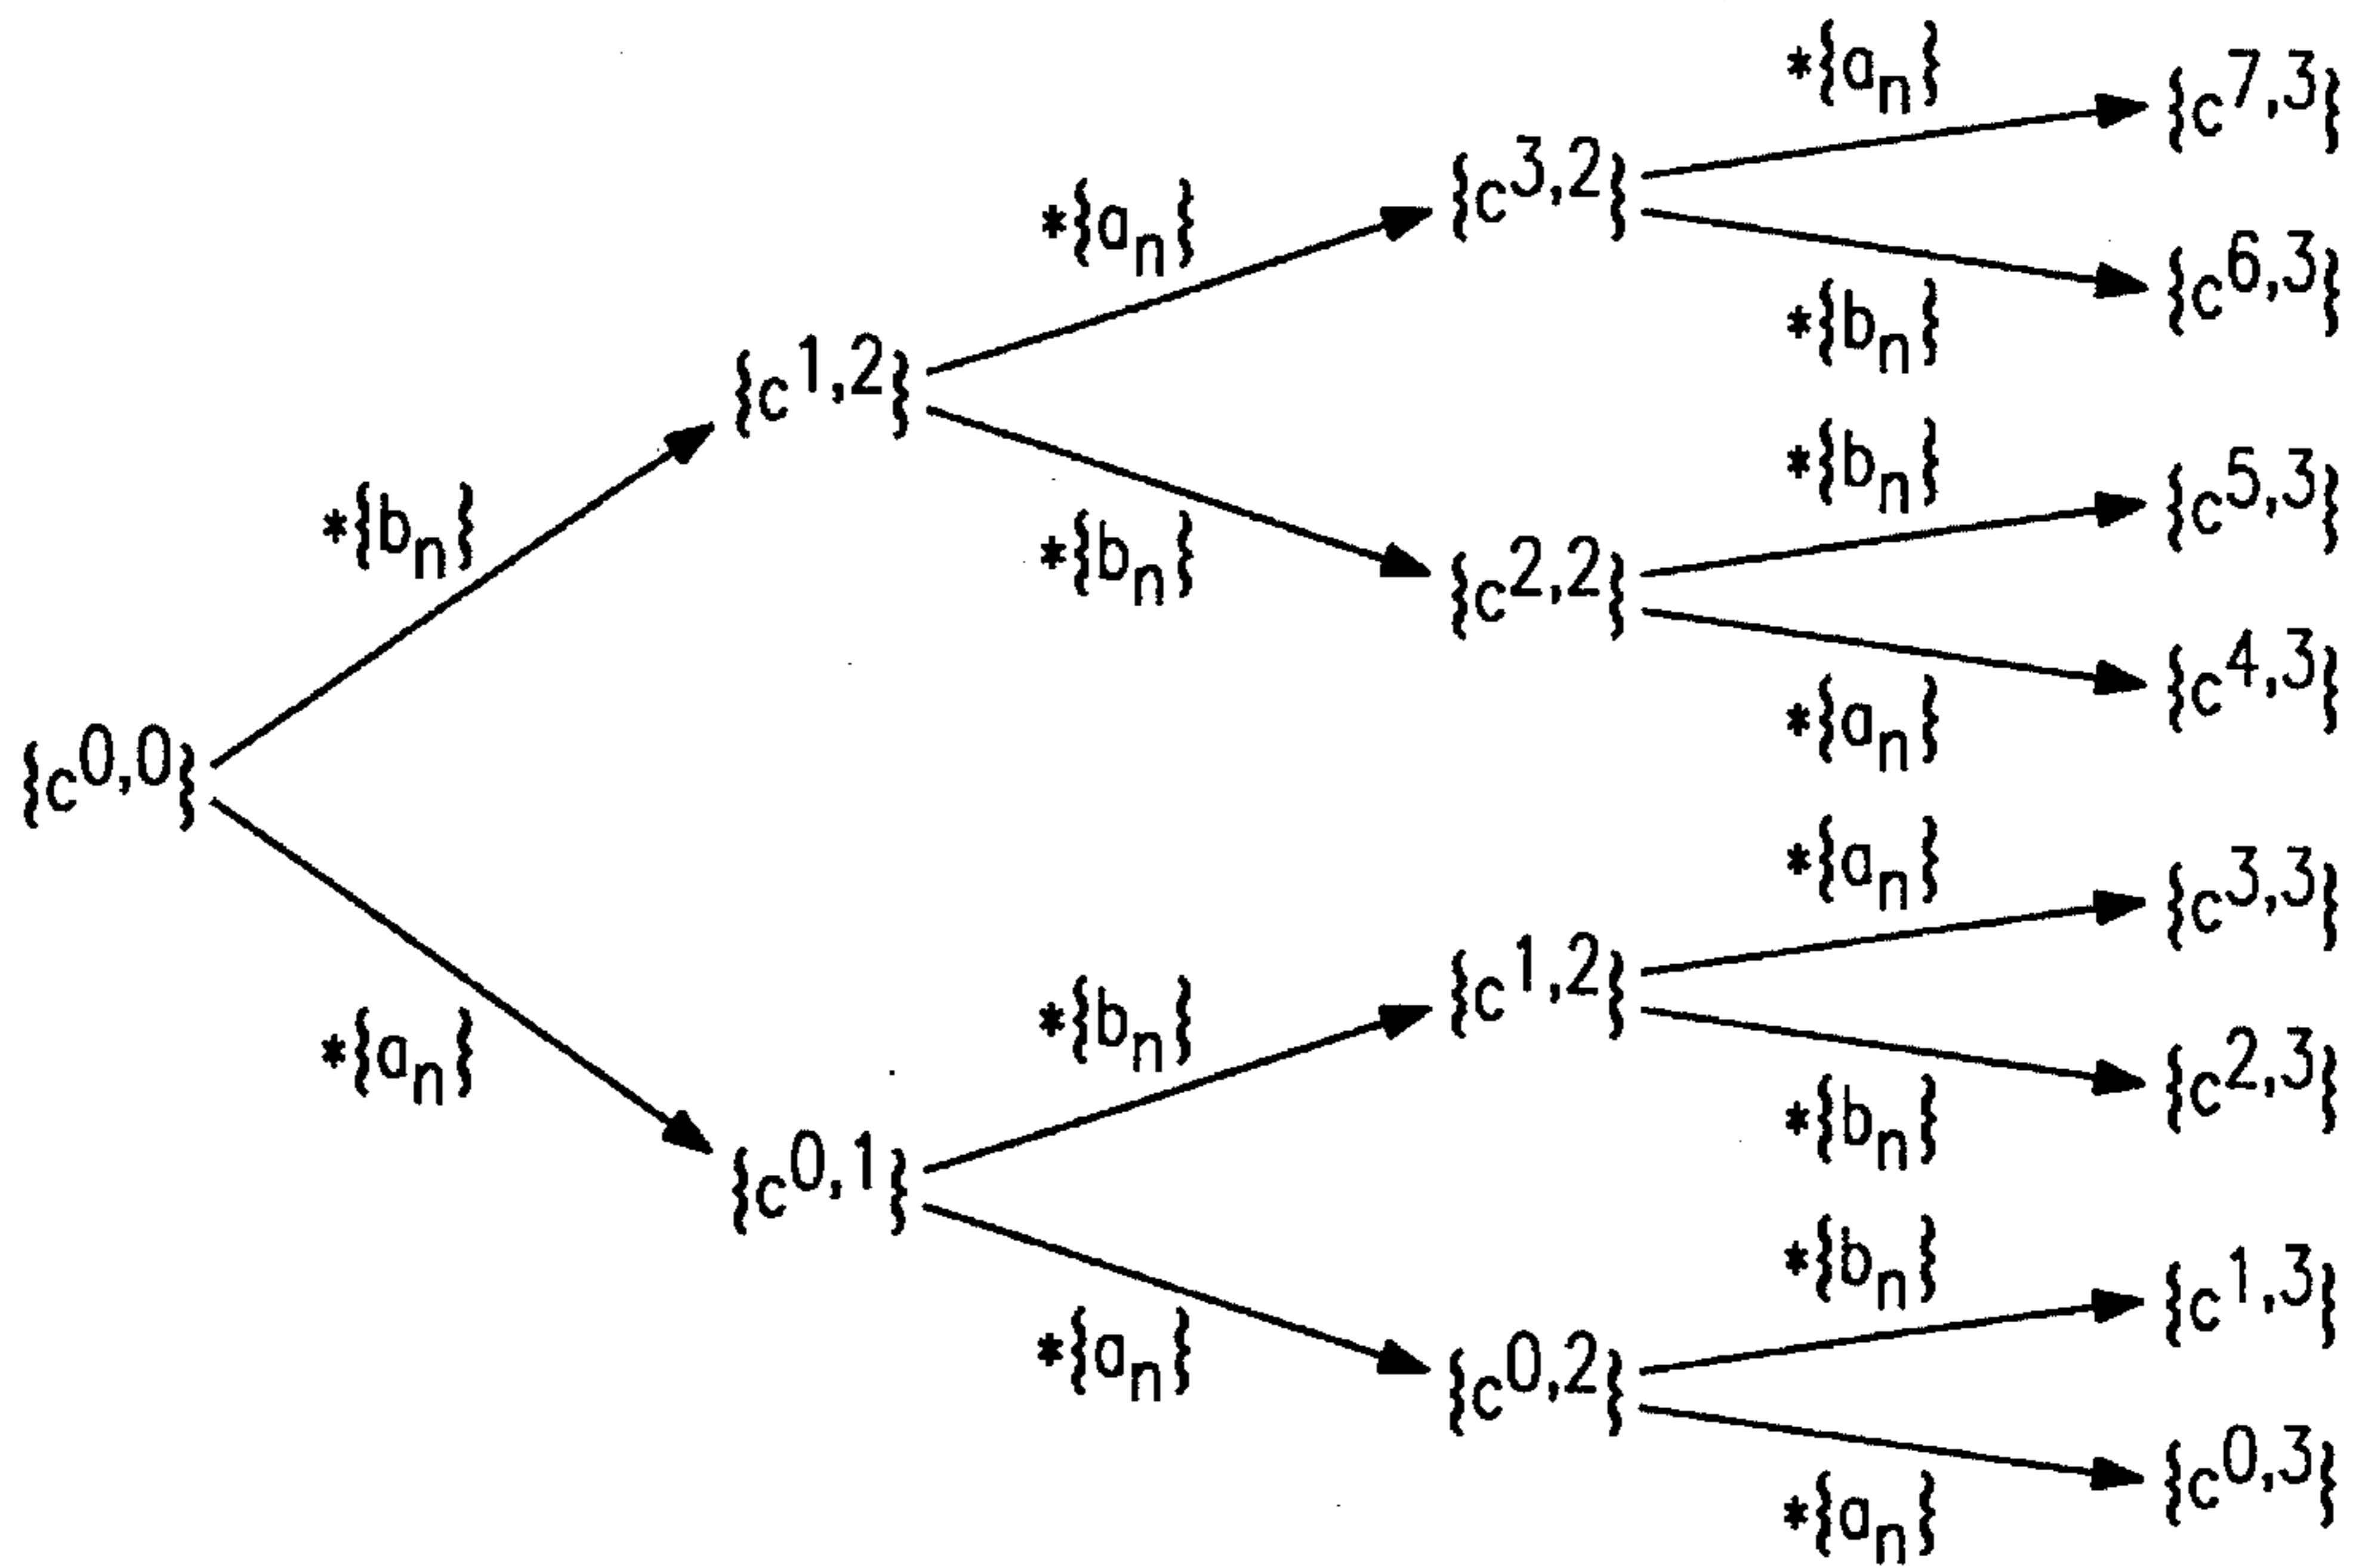 *{a_n}
{c^7,3}
{c^3,2}
*{a_n}
{c^6,3}
*{b_n}
{c^1,2}
*{b_n}
{c^5,3}
*{b_n}
*{b_n}
{c^2,2}
{c^4,3}
*{a_n}
{c^0,0}
*{a_n}
{c^3,3}
*{b_n}
{c^1,2}
*{a_n}
{c^2,3}
*{b_n}
{c^0,1}
*{b_n}
{c^1,3}
*{a_n}
{c^0,2}
{c^0,3}
*{a_n}